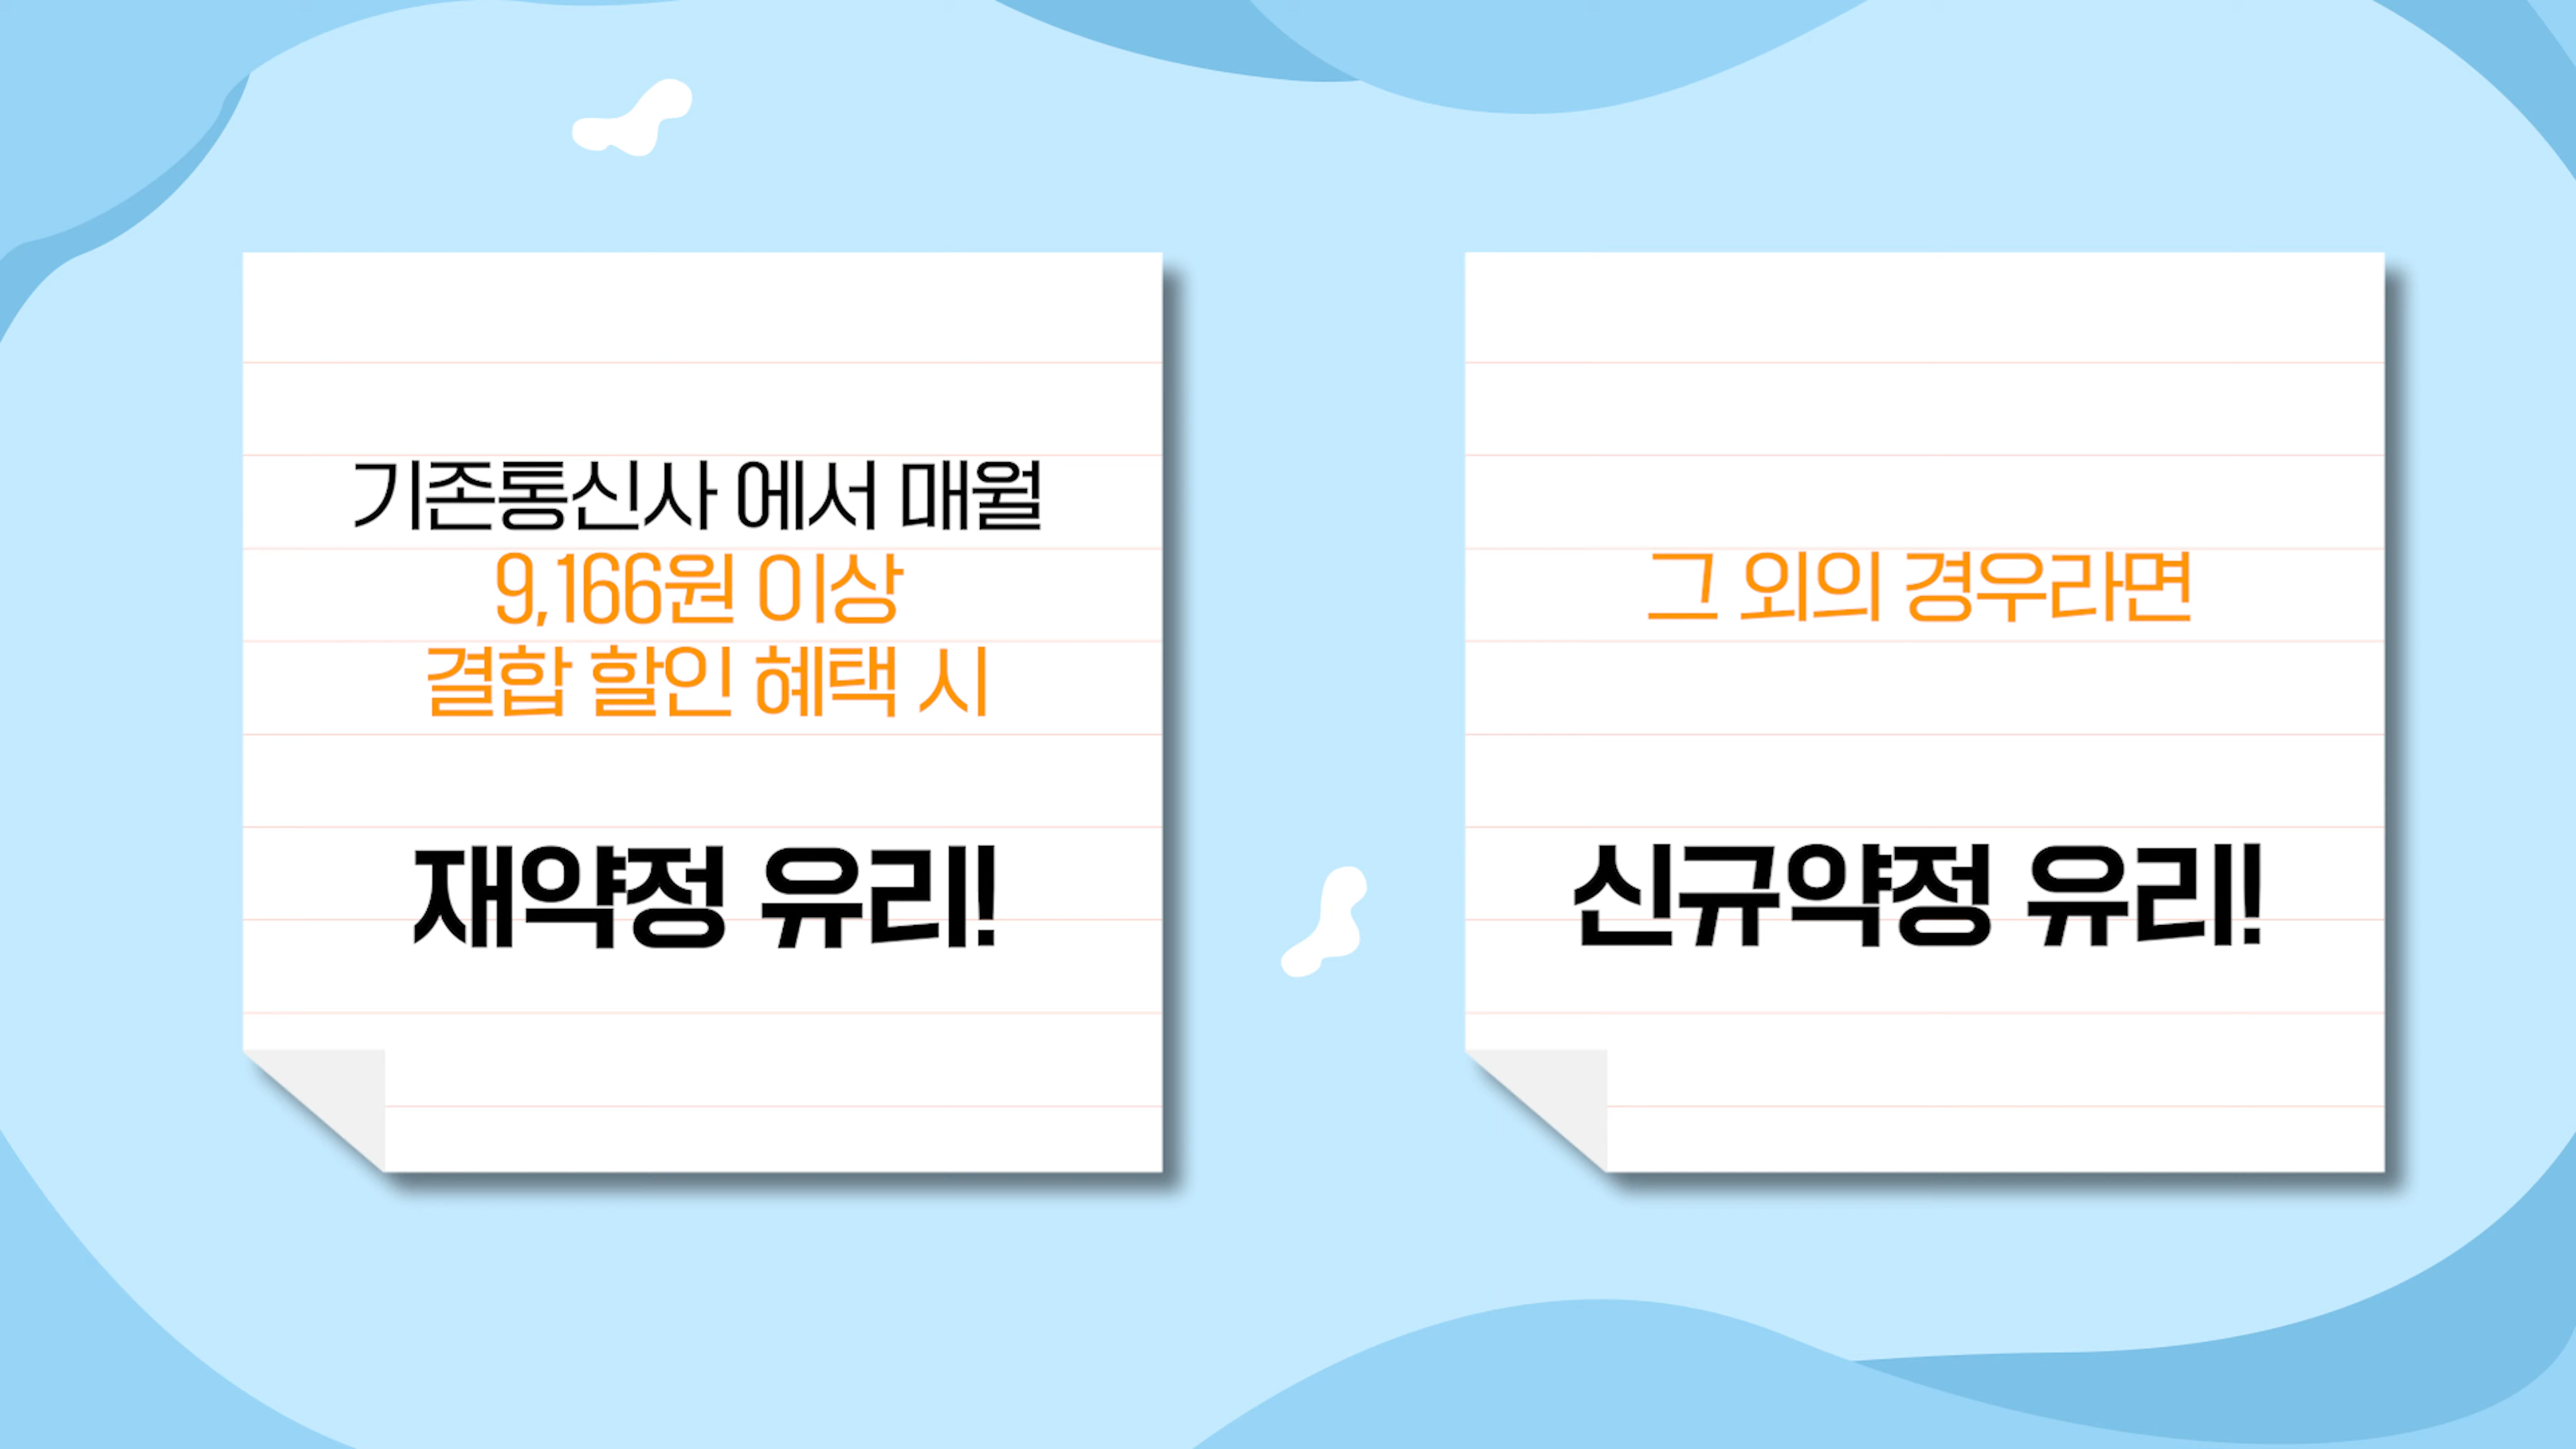 기존통신사 에서 매월
9,166원 이상
결합 할인 혜택 시
재약정 유리!
그 외의 경우라면
신규약정 유리!